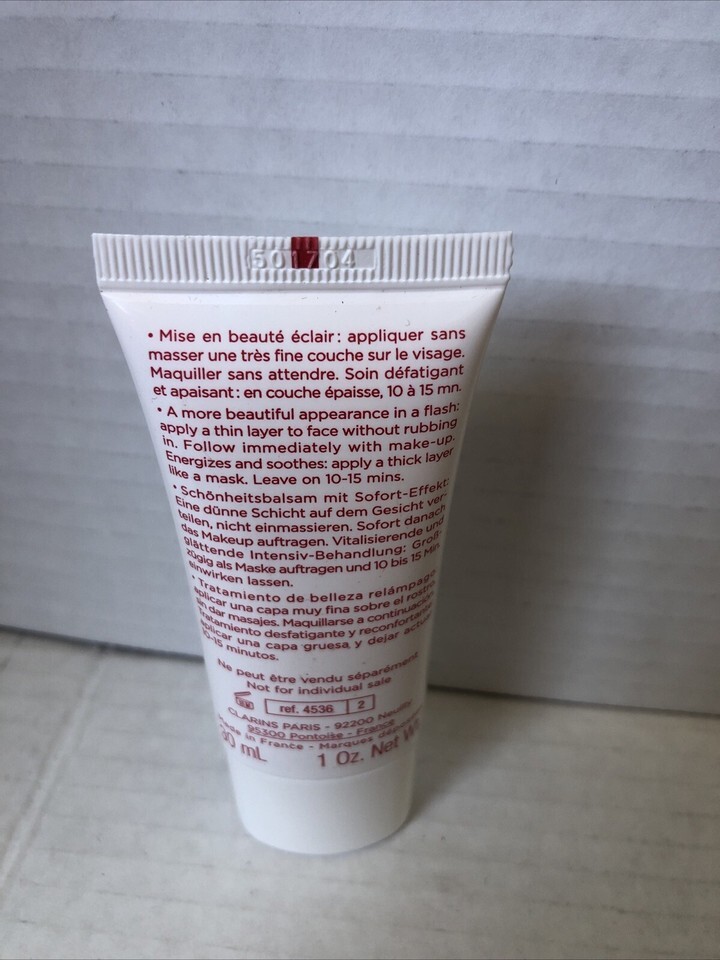 501704
• Mise en beauté éclair: appliquer sans
masser une très fine couche sur le visage.
Maquiller sans attendre. Soin défatigant
et apaisant: en couche épaisse, 10 à 15 mn.
• A more beautiful appearance in a flash:
apply a thin layer to face without rubbing
in. Follow immediately with make-up.
Energizes and soothes: apply a thick layer
like a mask. Leave on 10-15 mins.
• Schönheitsbalsam mit Sofort-Effekt:
Eine dünne Schicht auf dem Gesicht ver-
teilen, nicht einmassieren. Sofort danach
das Makeup auftragen. Vitalisierende und
glättende Intensiv-Behandlung: Groß-
zügig als Maske auftragen und 10 bis 15 Min.
einwirken lassen.
• Tratamiento de belleza relámpago
aplicar una capa muy fina sobre el rostro
sin dar masajes. Maquillarse a continuación.
Tratamiento desfatigante y reconfortante
aplicar una capa gruesa y dejar actuar
10-15 minutos.
Ne peut être vendu séparément
Not for individual sale
ref. 4536 2
CLARINS PARIS - 92200 Neuilly
95300 Pontoise - France
Made in France - Marques
30 mL 1 Oz. Net